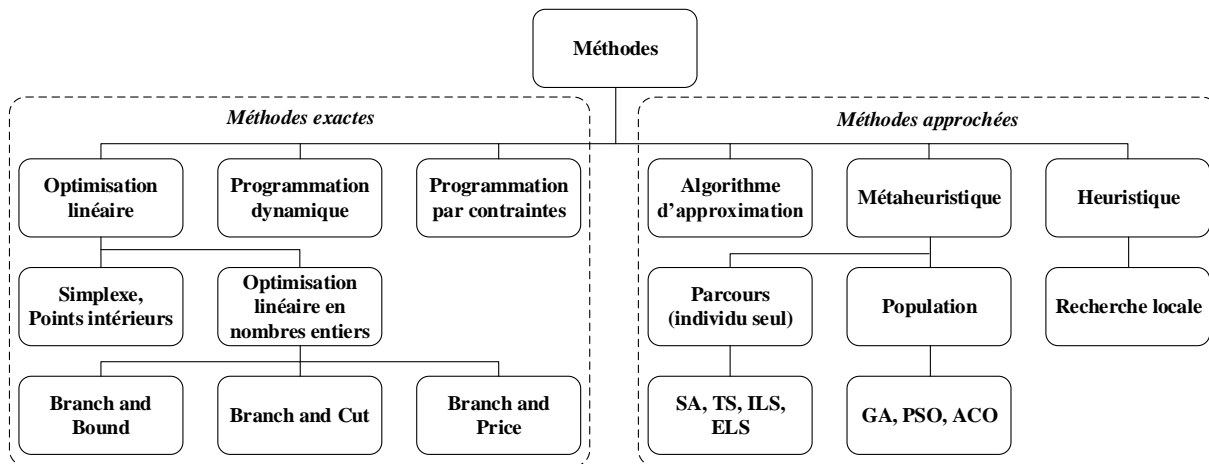 Méthodes
Méthodes exactes
Méthodes approchées
Optimisation
linéaire
Programmation
dynamique
Programmation
par contraintes
Algorithme
d'approximation
Métaheuristique
Heuristique
Simplexe,
Points intérieurs
Optimisation
linéaire en
nombres entiers
Parcours
(individu seul)
Population
Recherche locale
Branch and
Bound
Branch and Cut
Branch and
Price
SA, TS, ILS,
ELS
GA, PSO, ACO